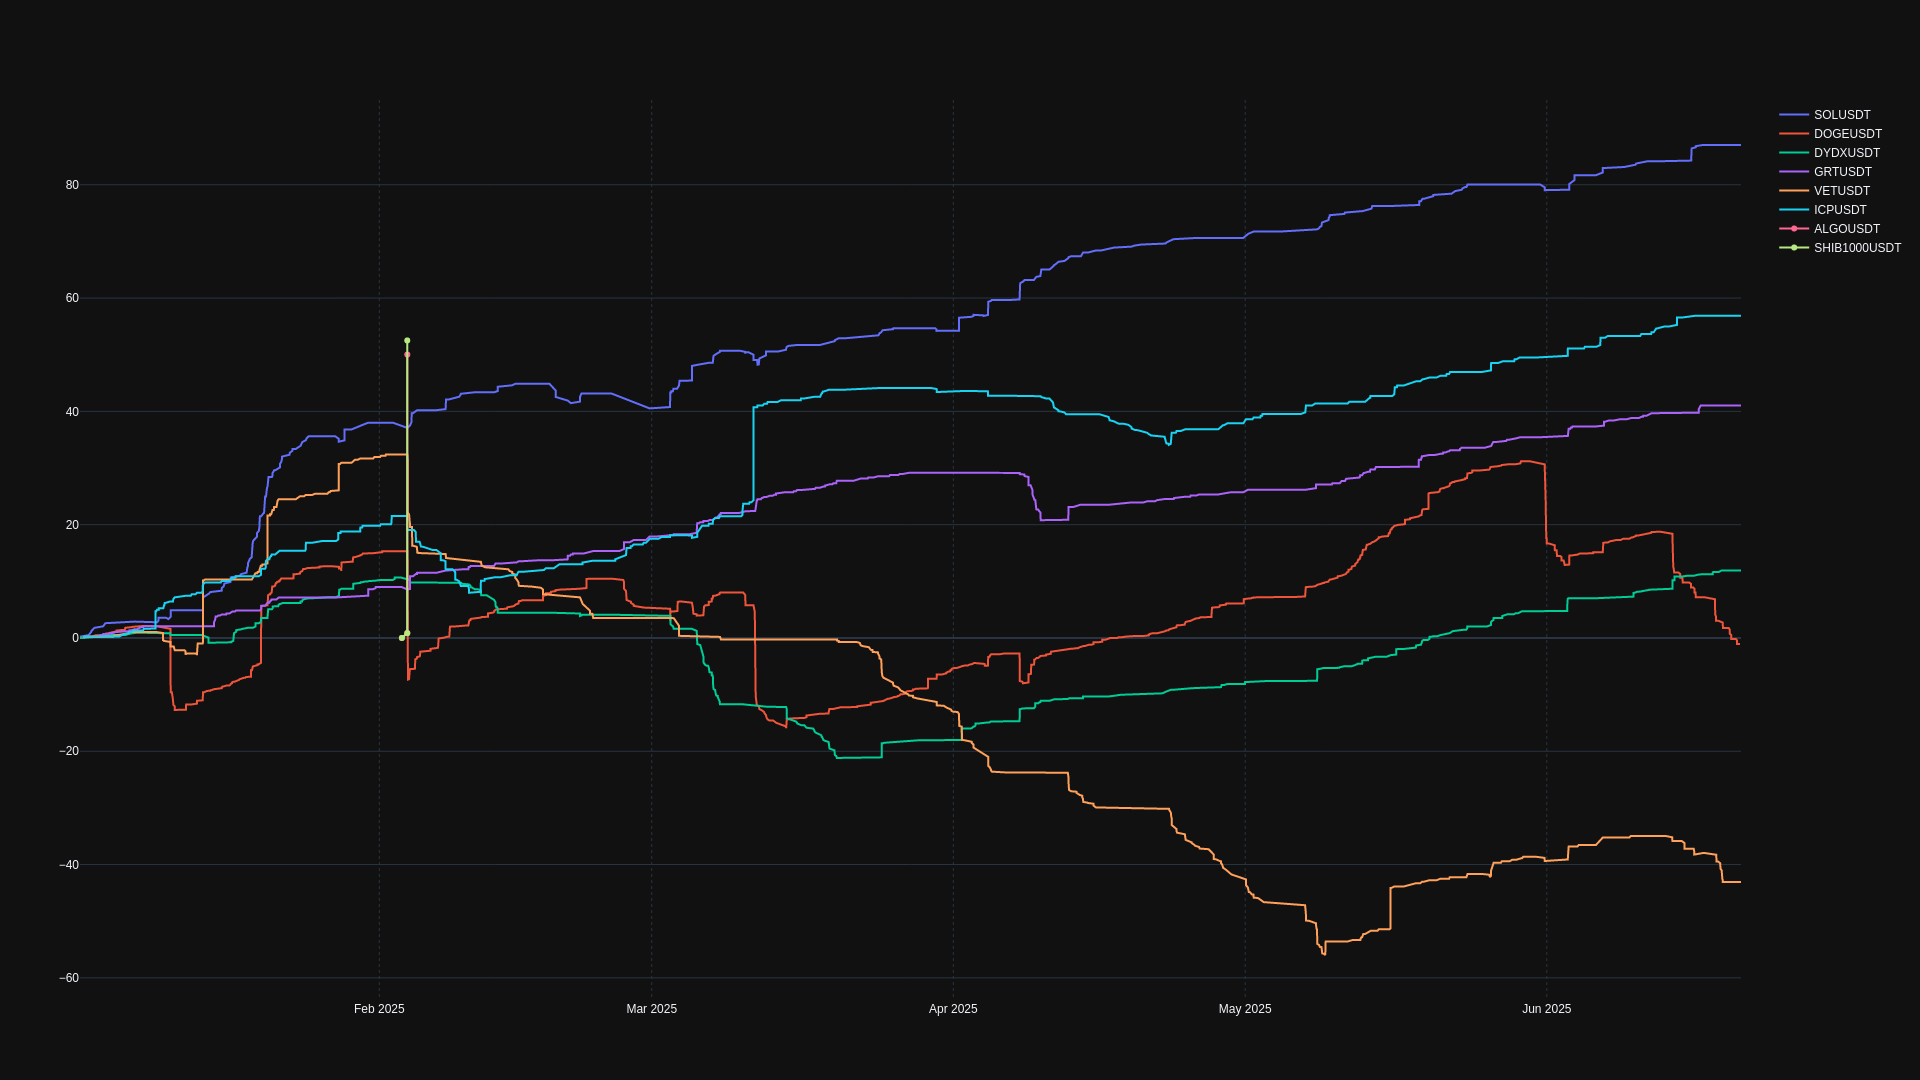 SOLUSDT
DOGEUSDT
DYDXUSDT
GRTUSDT
VETUSDT
ICPUSDT
ALGOUSDT
SHIB1000USDT
80
60
40
20
0
−20
−40
−60
Feb 2025 Mar 2025 Apr 2025 May 2025 Jun 2025